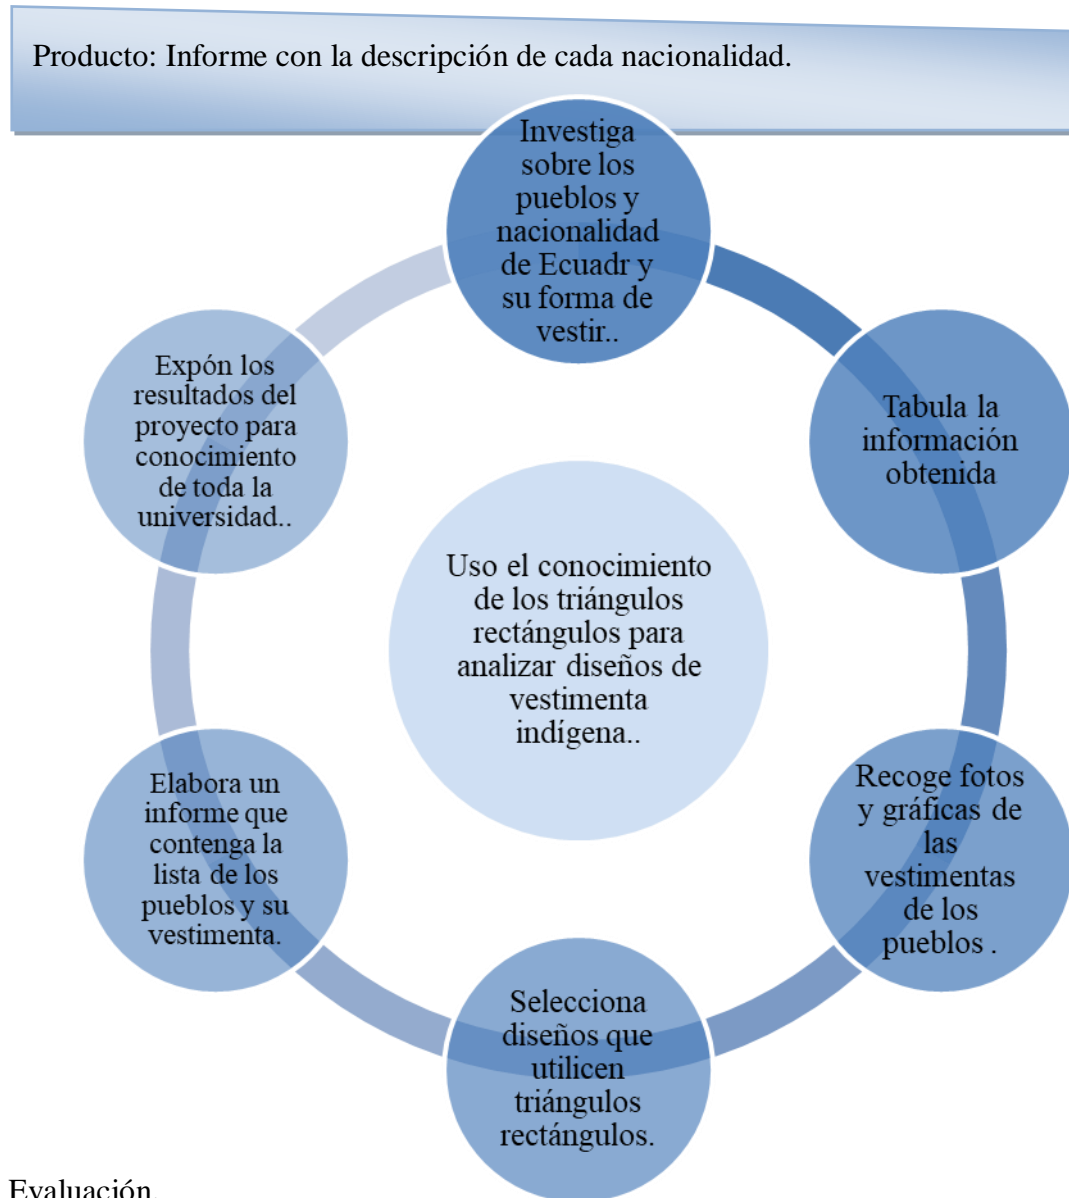 Producto: Informe con la descripción de cada nacionalidad.
Investiga
sobre los
pueblos y
nacionalidad
de Ecuadr y
su forma de
vestir..
Tabula la
información
obtenida
Recoge fotos
y gráficas de
las
vestimentas
de los
pueblos .
Selecciona
diseños que
utilicen
triángulos
rectángulos.
Elabora un
informe que
contenga la
lista de los
pueblos y su
vestimenta.
Expón los
resultados del
proyecto para
conocimiento
de toda la
universidad..
Uso el conocimiento
de los triángulos
rectángulos para
analizar diseños de
vestimenta
indígena..
Evaluación.